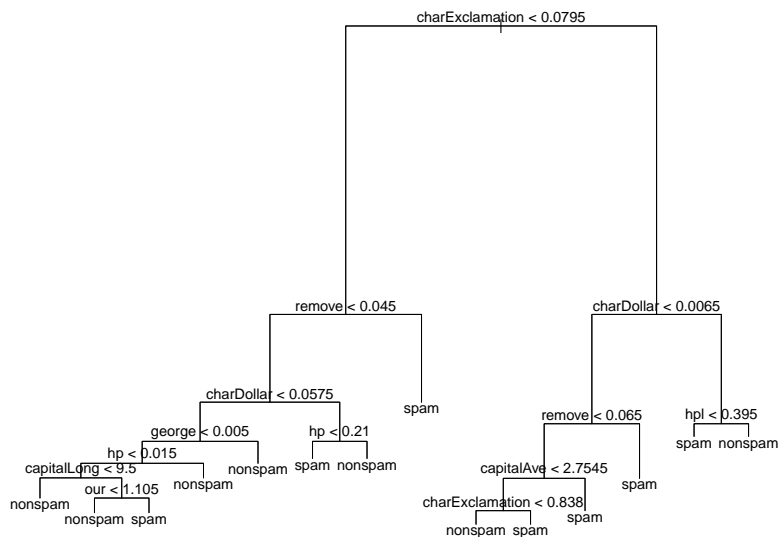 charExclamation < 0.0795
remove < 0.045
charDollar < 0.0065
charDollar < 0.0575
spam
george < 0.005
hp < 0.21
remove < 0.065
hpl < 0.395
hp < 0.015
nonspam
spam
nonspam
spam
nonspam
capitalLong < 9.5
nonspam
capitalAve < 2.7545
spam
our < 1.105
nonspam
charExclamation < 0.838
spam
nonspam
spam
nonspam
spam